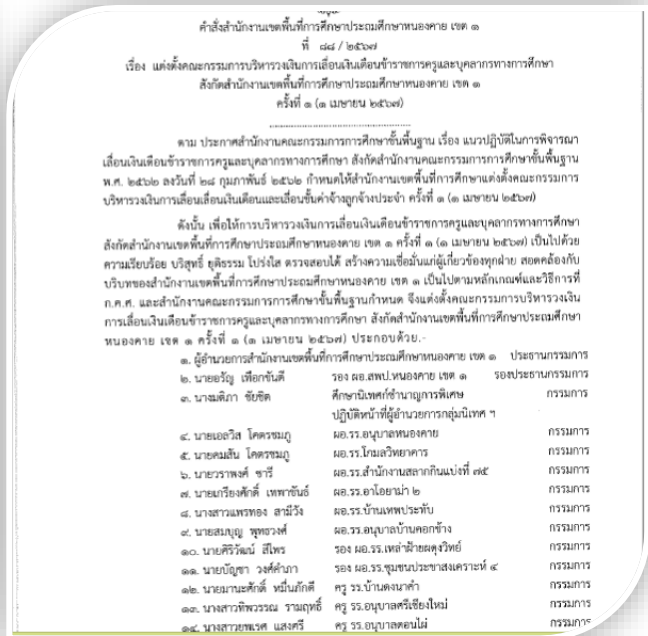 คำสั่งสำนักงานเขตพื้นที่การศึกษาประถมศึกษาหนองคาย เขต ๑
ที่ ๘๘ / ๒๕๖๗
เรื่อง แต่งตั้งคณะกรรมการบริหารวงเงินการเลื่อนเงินเดือนข้าราชการครูและบุคลากรทางการศึกษา
สังกัดสำนักงานเขตพื้นที่การศึกษาประถมศึกษาหนองคาย เขต ๑
ครั้งที่ ๑ (๑ เมษายน ๒๕๖๗)
ตาม ประกาศสำนักงานคณะกรรมการการศึกษาขั้นพื้นฐาน เรื่อง แนวปฏิบัติในการพิจารณา
เลื่อนเงินเดือนข้าราชการครูและบุคลากรทางการศึกษา สังกัดสำนักงานคณะกรรมการการศึกษาขั้นพื้นฐาน
พ.ศ. ๒๕๖๒ ลงวันที่ ๒๘ กุมภาพันธ์ ๒๕๖๒ กำหนดให้สำนักงานเขตพื้นที่การศึกษาแต่งตั้งคณะกรรมการ
บริหารวงเงินการเลื่อนเลื่อนเงินเดือนและเลื่อนขั้นค่าจ้างลูกจ้างประจำ ครั้งที่ ๑ (๑ เมษายน ๒๕๖๗)
ดังนั้น เพื่อให้การบริหารวงเงินการเลื่อนเงินเดือนข้าราชการครูและบุคลากรทางการศึกษา
สังกัดสำนักงานเขตพื้นที่การศึกษาประถมศึกษาหนองคาย เขต ๑ ครั้งที่ ๑ (๑ เมษายน ๒๕๖๗) เป็นไปด้วย
ความเรียบร้อย บริสุทธิ์ ยุติธรรม โปร่งใส ตรวจสอบได้ สร้างความเชื่อมั่นแก่ผู้เกี่ยวข้องทุกฝ่าย สอดคล้องกับ
บริบทของสำนักงานเขตพื้นที่การศึกษาประถมศึกษาหนองคาย เขต ๑ เป็นไปตามหลักเกณฑ์และวิธีการที่
ก.ค.ศ. และสำนักงานคณะกรรมการการศึกษาขั้นพื้นฐานกำหนด จึงแต่งตั้งคณะกรรมการบริหารวงเงิน
การเลื่อนเงินเดือนข้าราชการครูและบุคลากรทางการศึกษา สังกัดสำนักงานเขตพื้นที่การศึกษาประถมศึกษา
หนองคาย เขต ๑ ครั้งที่ ๑ (๑ เมษายน ๒๕๖๗) ประกอบด้วย.-
๑. ผู้อำนวยการสำนักงานเขตพื้นที่การศึกษาประถมศึกษาหนองคาย เขต ๑ ประธานกรรมการ
๒. นายอรัญ เพือกขันดี รอง ผอ.สพป.หนองคาย เขต ๑ รองประธานกรรมการ
๓. นางมติภา ชัยชิต ศึกษานิเทศก์ชำนาญการพิเศษ กรรมการ
ปฏิบัติหน้าที่ผู้อำนวยการกลุ่มนิเทศ ฯ
๔. นายเอลวิส โคตรชมภู ผอ.รร.อนุบาลหนองคาย กรรมการ
๕. นายคมสัน โคตรชมภู ผอ.รร.โกมลวิทยาคาร กรรมการ
๖. นายวราพงศ์ ซารี ผอ.รร.สำนักงานสลากกินแบ่งที่ ๗๕ กรรมการ
๗. นายเกรียงศักดิ์ เทพาขันธ์ ผอ.รร.อาโอยาม่า ๒ กรรมการ
๘. นางสาวแพรทอง สามีวัง ผอ.รร.บ้านเทพประทับ กรรมการ
๙. นายสมบุญ พุทธวงศ์ ผอ.รร.อนุบาลบ้านคอกช้าง กรรมการ
๑๐. นายศิริวัฒน์ สีไพร รอง ผอ.รร.เหล่าฝ้ายผดุงวิทย์ กรรมการ
๑๑. นายบัญชา วงศ์คำภา รอง ผอ.รร.ชุมชนประชาสงเคราะห์ ๔ กรรมการ
๑๒. นายมานะศักดิ์ หมื่นภักดี ครู รร.บ้านดงนาคำ กรรมการ
๑๓. นางสาวทิพวรรณ รามฤทธิ์ ครู รร.อนุบาลศรีเชียงใหม่ กรรมการ
๑๔. นางสาวยุพเรศ แสงศรี ครู รร.อนุบาลดอนไผ่ กรรมการ